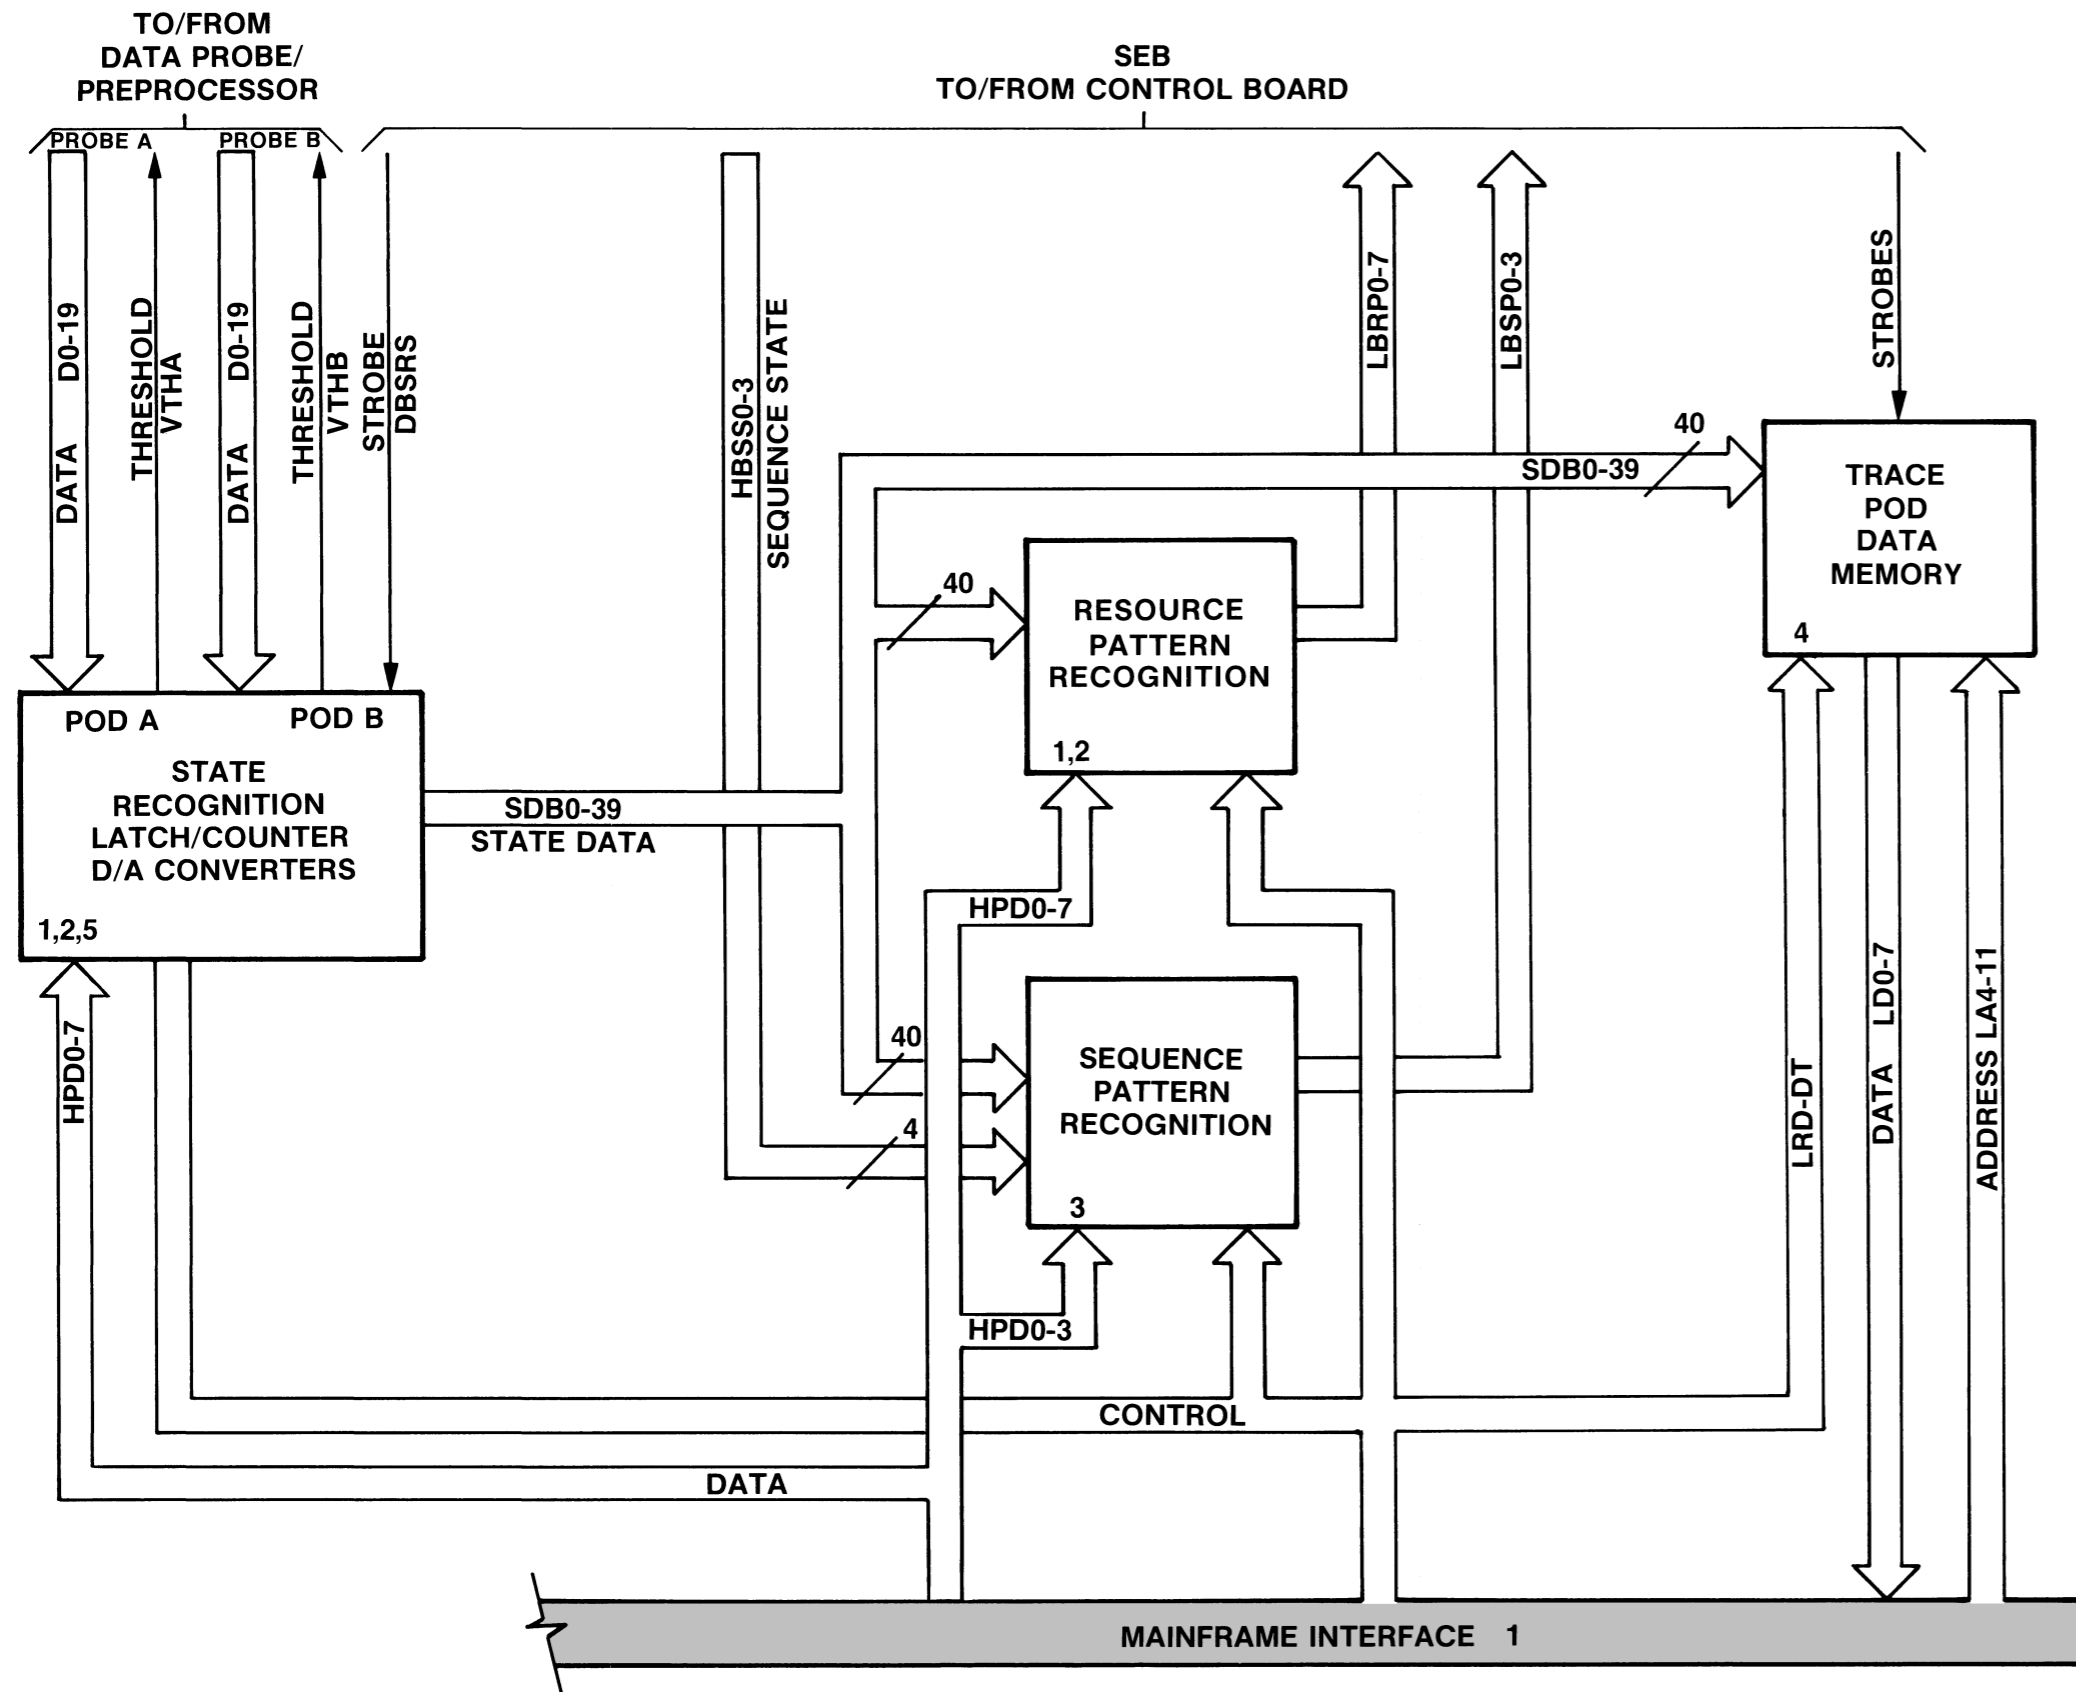 TO/FROM
DATA PROBE/
PREPROCESSOR
SEB
TO/FROM CONTROL BOARD
PROBE A
PROBE B
DATA D0-19
THRESHOLD
VTHA
DATA D0-19
THRESHOLD
VTHB
STROBE
DBSRS
HBSS0-3
SEQUENCE STATE
LBRP0-7
LBSP0-3
STROBES
40
SDB0-39
TRACE
POD
DATA
MEMORY
4
40
RESOURCE
PATTERN
RECOGNITION
1,2
POD A
POD B
STATE
RECOGNITION
LATCH/COUNTER
D/A CONVERTERS
1,2,5
SDB0-39
STATE DATA
HPD0-7
HPD0-7
40
4
SEQUENCE
PATTERN
RECOGNITION
3
HPD0-3
LRD-DT
DATA LD0-7
ADDRESS LA4-11
CONTROL
DATA
MAINFRAME INTERFACE 1